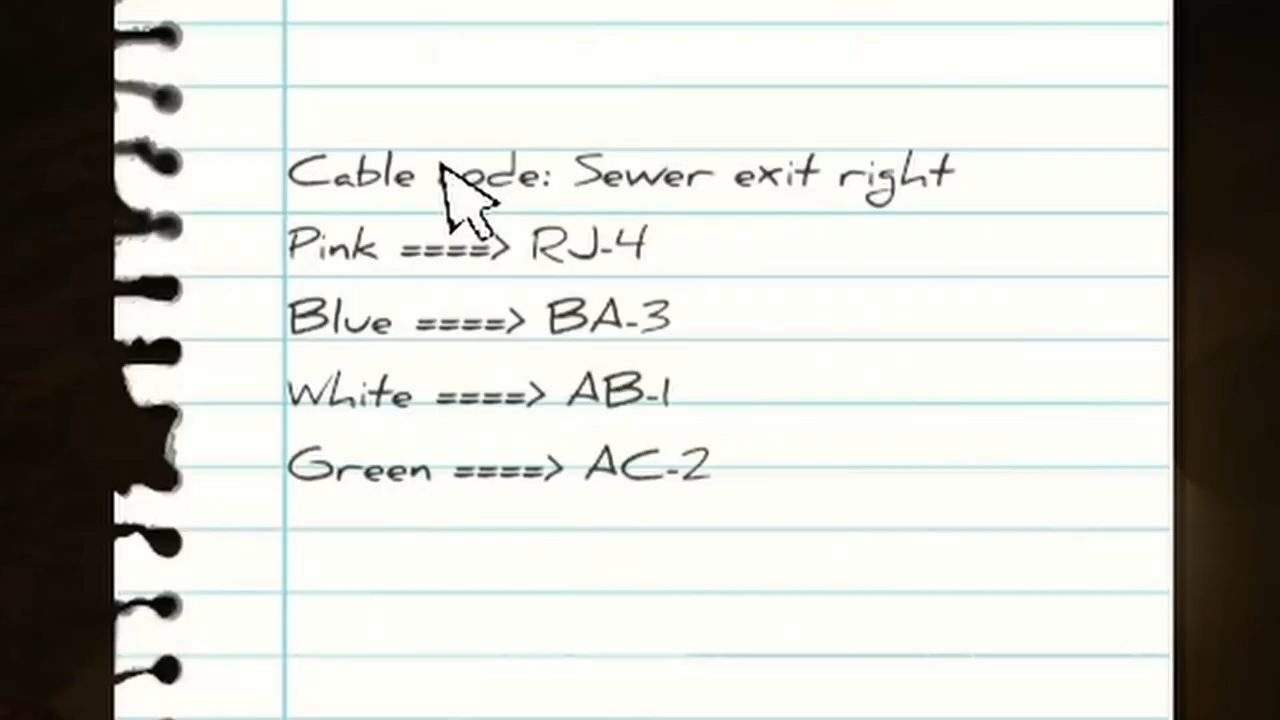 Cable code: Sewer exit right
Pink ====> RJ-4
Blue ====> BA-3
White ====> AB-1
Green ====> AC-2